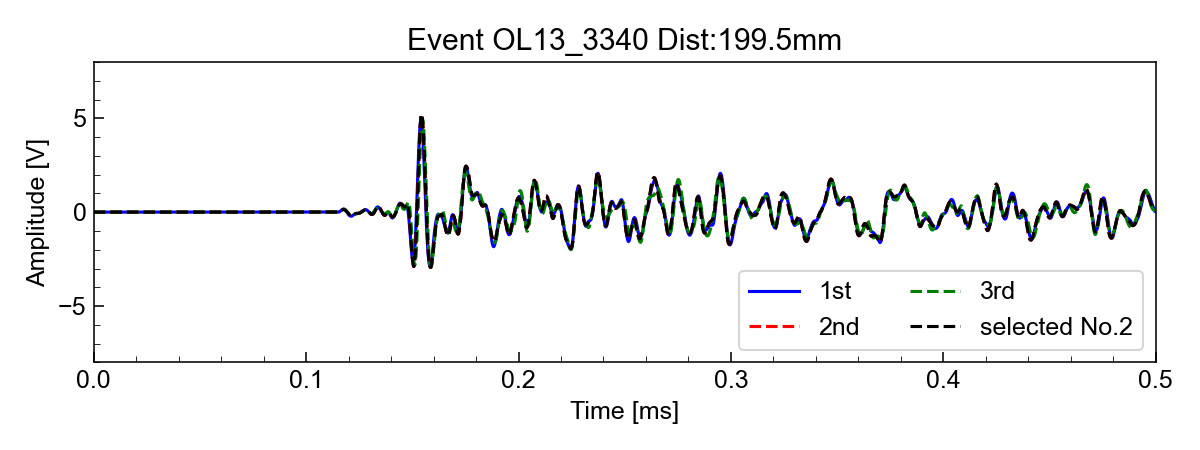 Event OL13_3340 Dist:199.5mm
Amplitude [V]
5
0
−5
1st
2nd
3rd
selected No.2
0.0 0.1 0.2 0.3 0.4 0.5
Time [ms]